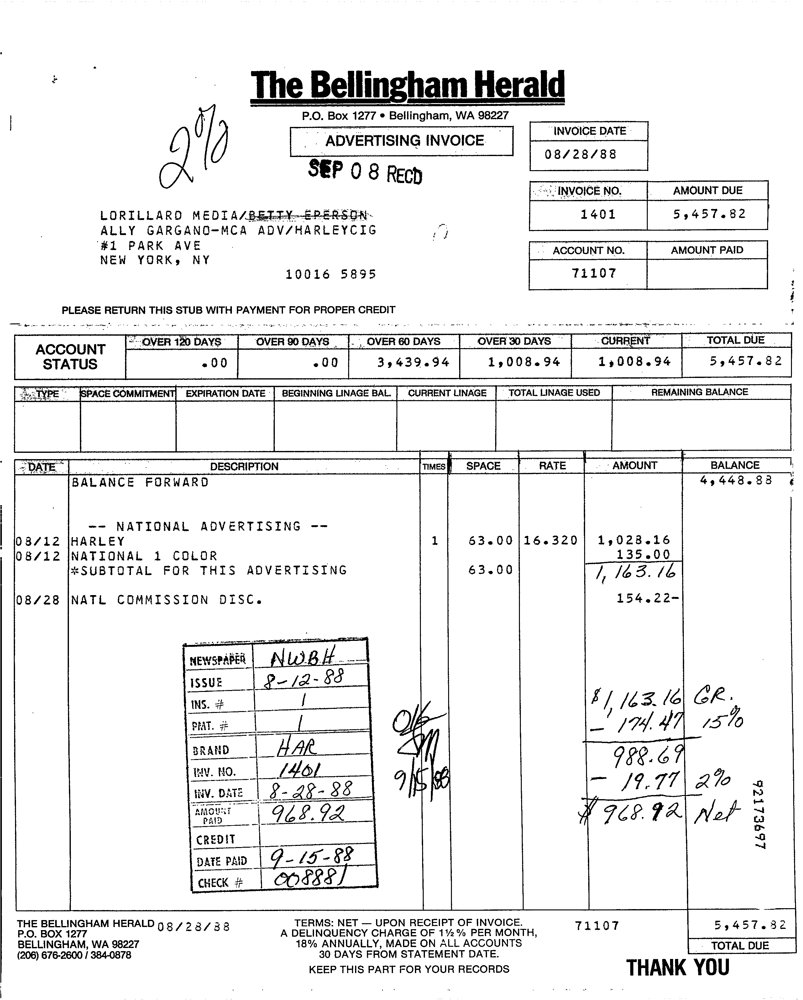 The Bellingham Herald
P.O. Box 1277 • Bellingham, WA 98227
2%
ADVERTISING INVOICE
SEP 08 RECD
INVOICE DATE
08/28/88
INVOICE NO. AMOUNT DUE
1401 5,457.82
LORILLARD MEDIA/BETTY EPERSON
ALLY GARGANO-MCA ADV/HARLEYCIG
#1 PARK AVE
NEW YORK, NY
10016 5895
ACCOUNT NO. AMOUNT PAID
71107
PLEASE RETURN THIS STUB WITH PAYMENT FOR PROPER CREDIT
ACCOUNT STATUS
OVER 120 DAYS OVER 90 DAYS OVER 60 DAYS OVER 30 DAYS CURRENT TOTAL DUE
.00 .00 3,439.94 1,008.94 1,008.94 5,457.82
TYPE SPACE COMMITMENT EXPIRATION DATE BEGINNING LINAGE BAL. CURRENT LINAGE TOTAL LINAGE USED REMAINING BALANCE
DATE DESCRIPTION TIMES SPACE RATE AMOUNT BALANCE
BALANCE FORWARD 4,448.88
-- NATIONAL ADVERTISING --
08/12 HARLEY 1 63.00 16.320 1,028.16
08/12 NATIONAL 1 COLOR 135.00
*SUBTOTAL FOR THIS ADVERTISING 63.00 1,163.16
08/28 NATL COMMISSION DISC. 154.22-
NEWSPAPER NWBH
ISSUE 8-12-88
INS. # 1
PMT. # 1
BRAND HAR
INV. NO. 1401
INV. DATE 8-28-88
AMOUNT PAID 968.92
CREDIT
DATE PAID 9-15-88
CHECK # 008881
9/15/88
$1,163.16 GR.
- 174.47 15%
988.69
- 19.77 2%
$ 968.92 Net
92173697
THE BELLINGHAM HERALD 08/28/88
P.O. BOX 1277
BELLINGHAM, WA 98227
(206) 676-2600 / 384-0878
TERMS: NET — UPON RECEIPT OF INVOICE.
A DELINQUENCY CHARGE OF 1½% PER MONTH,
18% ANNUALLY, MADE ON ALL ACCOUNTS
30 DAYS FROM STATEMENT DATE.
KEEP THIS PART FOR YOUR RECORDS
71107
5,457.82
TOTAL DUE
THANK YOU